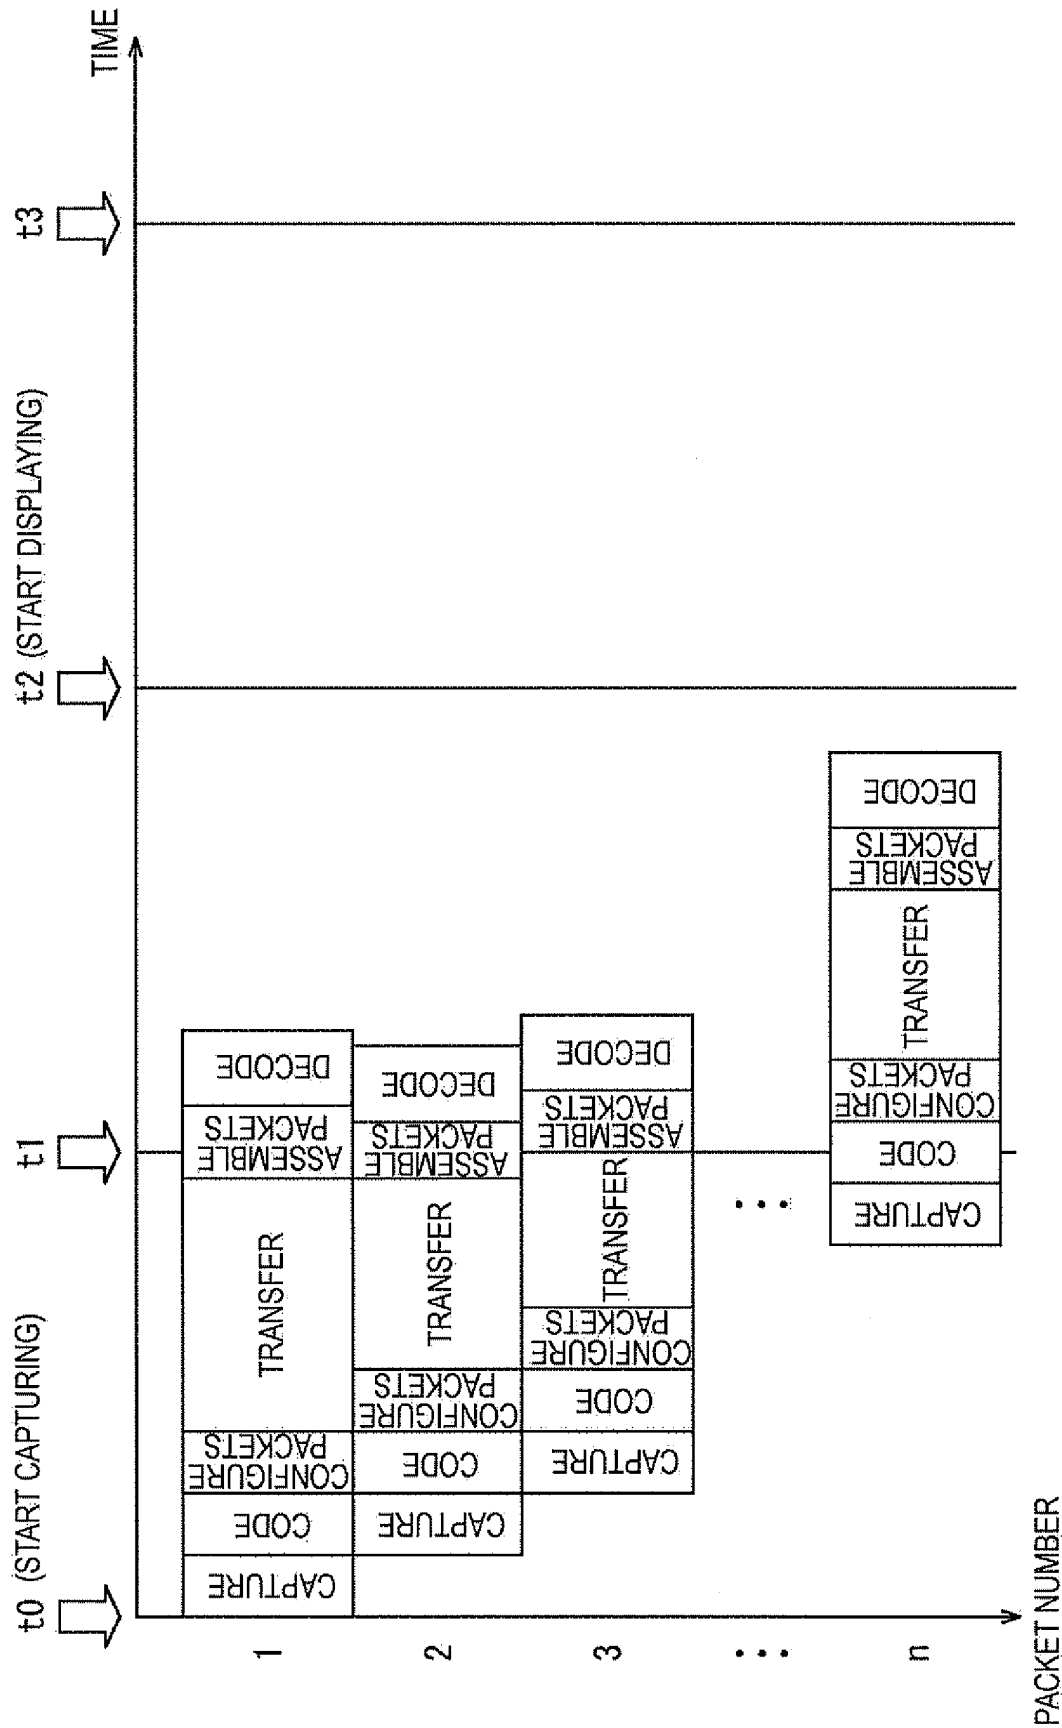 t0 (START CAPTURING)
t1
t2 (START DISPLAYING)
t3
TIME
1
CAPTURE
CODE
CONFIGURE
PACKETS
TRANSFER
ASSEMBLE
PACKETS
DECODE
2
CAPTURE
CODE
CONFIGURE
PACKETS
TRANSFER
ASSEMBLE
PACKETS
DECODE
3
CAPTURE
CODE
CONFIGURE
PACKETS
TRANSFER
ASSEMBLE
PACKETS
DECODE
...
...
n
CAPTURE
CODE
CONFIGURE
PACKETS
TRANSFER
ASSEMBLE
PACKETS
DECODE
PACKET NUMBER